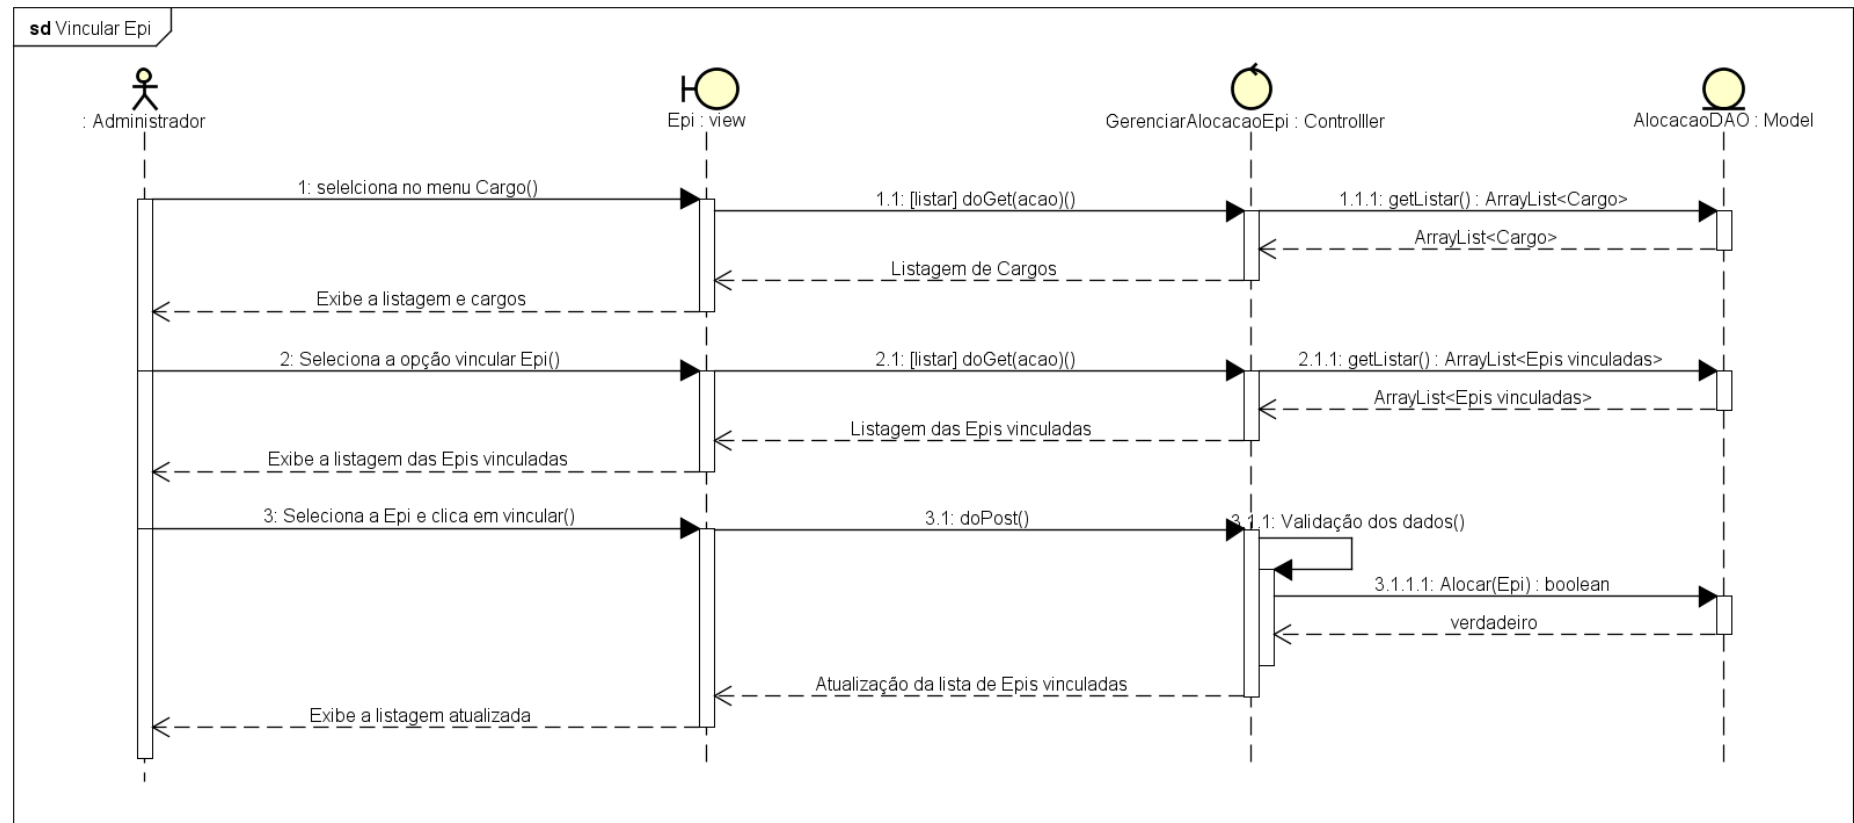 sd Vincular Epi
: Administrador
Epi : view
GerenciarAlocacaoEpi : Controlller
AlocacaoDAO : Model
1: selelciona no menu Cargo()
1.1: [listar] doGet(acao)()
1.1.1: getListar() : ArrayList<Cargo>
ArrayList<Cargo>
Listagem de Cargos
Exibe a listagem e cargos
2: Seleciona a opção vincular Epi()
2.1: [listar] doGet(acao)()
2.1.1: getListar() : ArrayList<Epis vinculadas>
ArrayList<Epis vinculadas>
Listagem das Epis vinculadas
Exibe a listagem das Epis vinculadas
3: Seleciona a Epi e clica em vincular()
3.1: doPost()
3.1.1: Validação dos dados()
3.1.1.1: Alocar(Epi) : boolean
verdadeiro
Atualização da lista de Epis vinculadas
Exibe a listagem atualizada